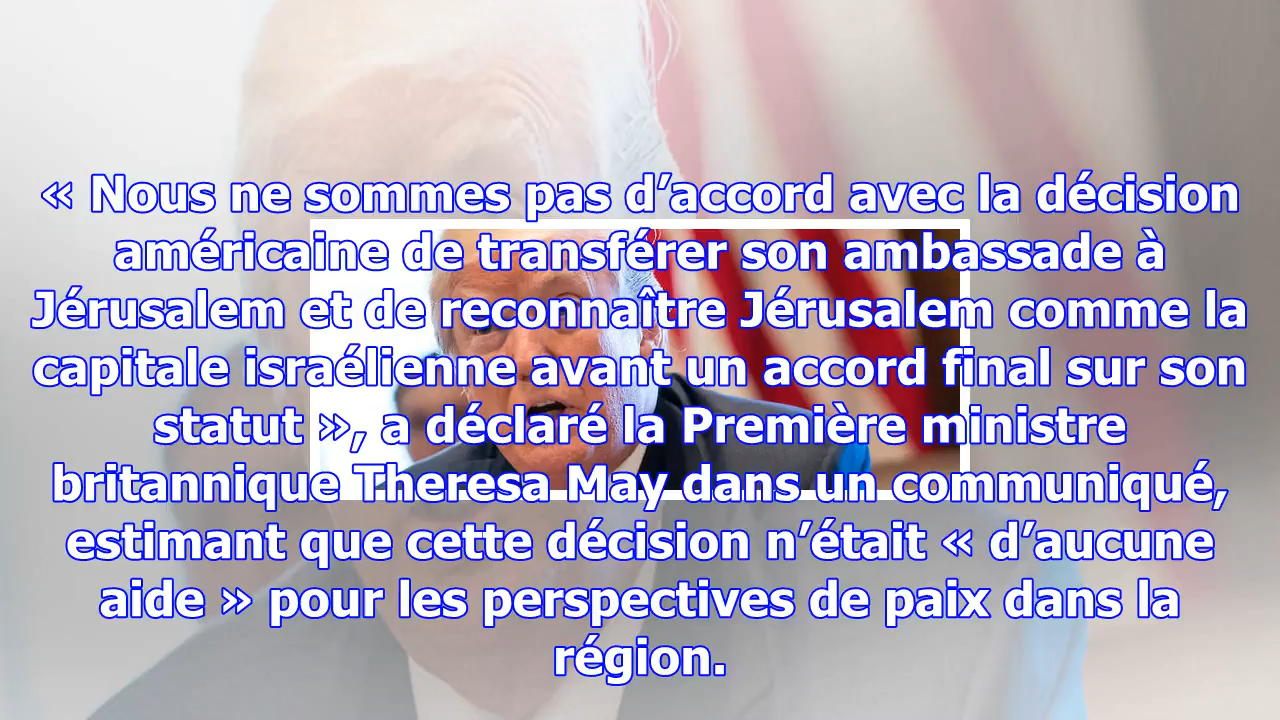 « Nous ne sommes pas d’accord avec la décision
américaine de transférer son ambassade à
Jérusalem et de reconnaître Jérusalem comme la
capitale israélienne avant un accord final sur son
statut », a déclaré la Première ministre
britannique Theresa May dans un communiqué,
estimant que cette décision n’était « d’aucune
aide » pour les perspectives de paix dans la
région.